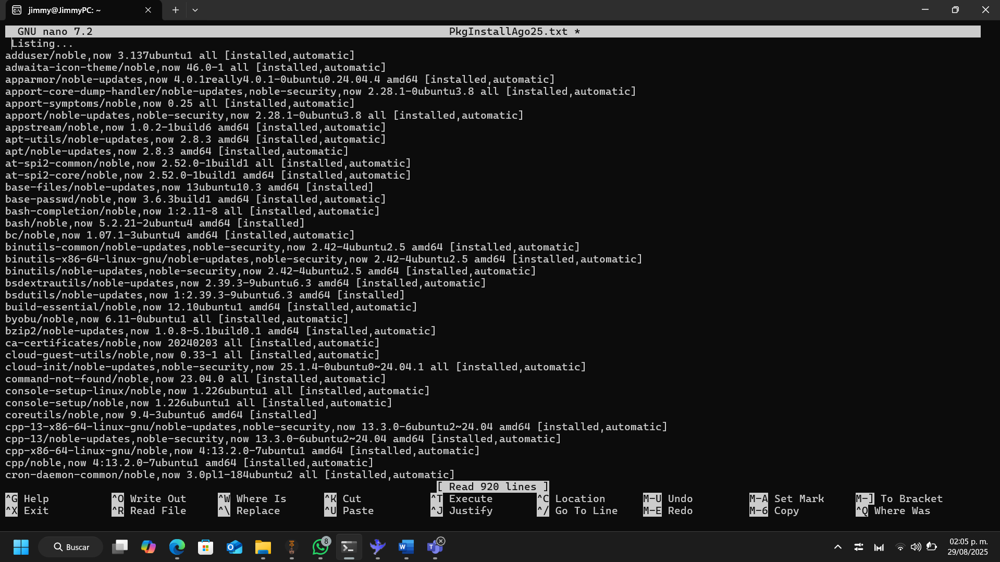 jimmy@JimmyPC: ~
GNU nano 7.2 PkgInstallAgo25.txt *
Listing...
adduser/noble,now 3.137ubuntu1 all [installed,automatic]
adwaita-icon-theme/noble,now 46.0-1 all [installed,automatic]
apparmor/noble-updates,now 4.0.1really4.0.1-0ubuntu0.24.04.4 amd64 [installed,automatic]
apport-core-dump-handler/noble-updates,noble-security,now 2.28.1-0ubuntu3.8 all [installed,automatic]
apport-symptoms/noble,now 0.25 all [installed,automatic]
apport/noble-updates,noble-security,now 2.28.1-0ubuntu3.8 all [installed,automatic]
appstream/noble,now 1.0.2-1build6 amd64 [installed,automatic]
apt-utils/noble-updates,now 2.8.3 amd64 [installed,automatic]
apt/noble-updates,now 2.8.3 amd64 [installed,automatic]
at-spi2-common/noble,now 2.52.0-1build1 all [installed,automatic]
at-spi2-core/noble,now 2.52.0-1build1 amd64 [installed,automatic]
base-files/noble-updates,now 13ubuntu10.3 amd64 [installed]
base-passwd/noble,now 3.6.3build1 amd64 [installed,automatic]
bash-completion/noble,now 1:2.11-8 all [installed,automatic]
bash/noble,now 5.2.21-2ubuntu4 amd64 [installed]
bc/noble,now 1.07.1-3ubuntu4 amd64 [installed,automatic]
binutils-common/noble-updates,noble-security,now 2.42-4ubuntu2.5 amd64 [installed,automatic]
binutils-x86-64-linux-gnu/noble-updates,noble-security,now 2.42-4ubuntu2.5 amd64 [installed,automatic]
binutils/noble-updates,noble-security,now 2.42-4ubuntu2.5 amd64 [installed,automatic]
bsdextrautils/noble-updates,now 2.39.3-9ubuntu6.3 amd64 [installed,automatic]
bsdutils/noble-updates,now 1:2.39.3-9ubuntu6.3 amd64 [installed]
build-essential/noble,now 12.10ubuntu1 amd64 [installed,automatic]
byobu/noble,now 6.11-0ubuntu1 all [installed,automatic]
bzip2/noble-updates,now 1.0.8-5.1build0.1 amd64 [installed,automatic]
ca-certificates/noble,now 20240203 all [installed,automatic]
cloud-guest-utils/noble,now 0.33-1 all [installed,automatic]
cloud-init/noble-updates,noble-security,now 25.1.4-0ubuntu0~24.04.1 all [installed,automatic]
command-not-found/noble,now 23.04.0 all [installed,automatic]
console-setup-linux/noble,now 1.226ubuntu1 all [installed,automatic]
console-setup/noble,now 1.226ubuntu1 all [installed,automatic]
coreutils/noble,now 9.4-3ubuntu6 amd64 [installed]
cpp-13-x86-64-linux-gnu/noble-updates,noble-security,now 13.3.0-6ubuntu2~24.04 amd64 [installed,automatic]
cpp-13/noble-updates,noble-security,now 13.3.0-6ubuntu2~24.04 amd64 [installed,automatic]
cpp-x86-64-linux-gnu/noble,now 4:13.2.0-7ubuntu1 amd64 [installed,automatic]
cpp/noble,now 4:13.2.0-7ubuntu1 amd64 [installed,automatic]
cron-daemon-common/noble,now 3.0pl1-184ubuntu2 all [installed,automatic]
[ Read 920 lines ]
^G Help ^O Write Out ^W Where Is ^K Cut ^T Execute ^C Location M-U Undo M-A Set Mark M-] To Bracket
^X Exit ^R Read File ^\ Replace ^U Paste ^J Justify ^/ Go To Line M-E Redo M-6 Copy ^Q Where Was
Buscar
8
02:05 p. m.
29/08/2025